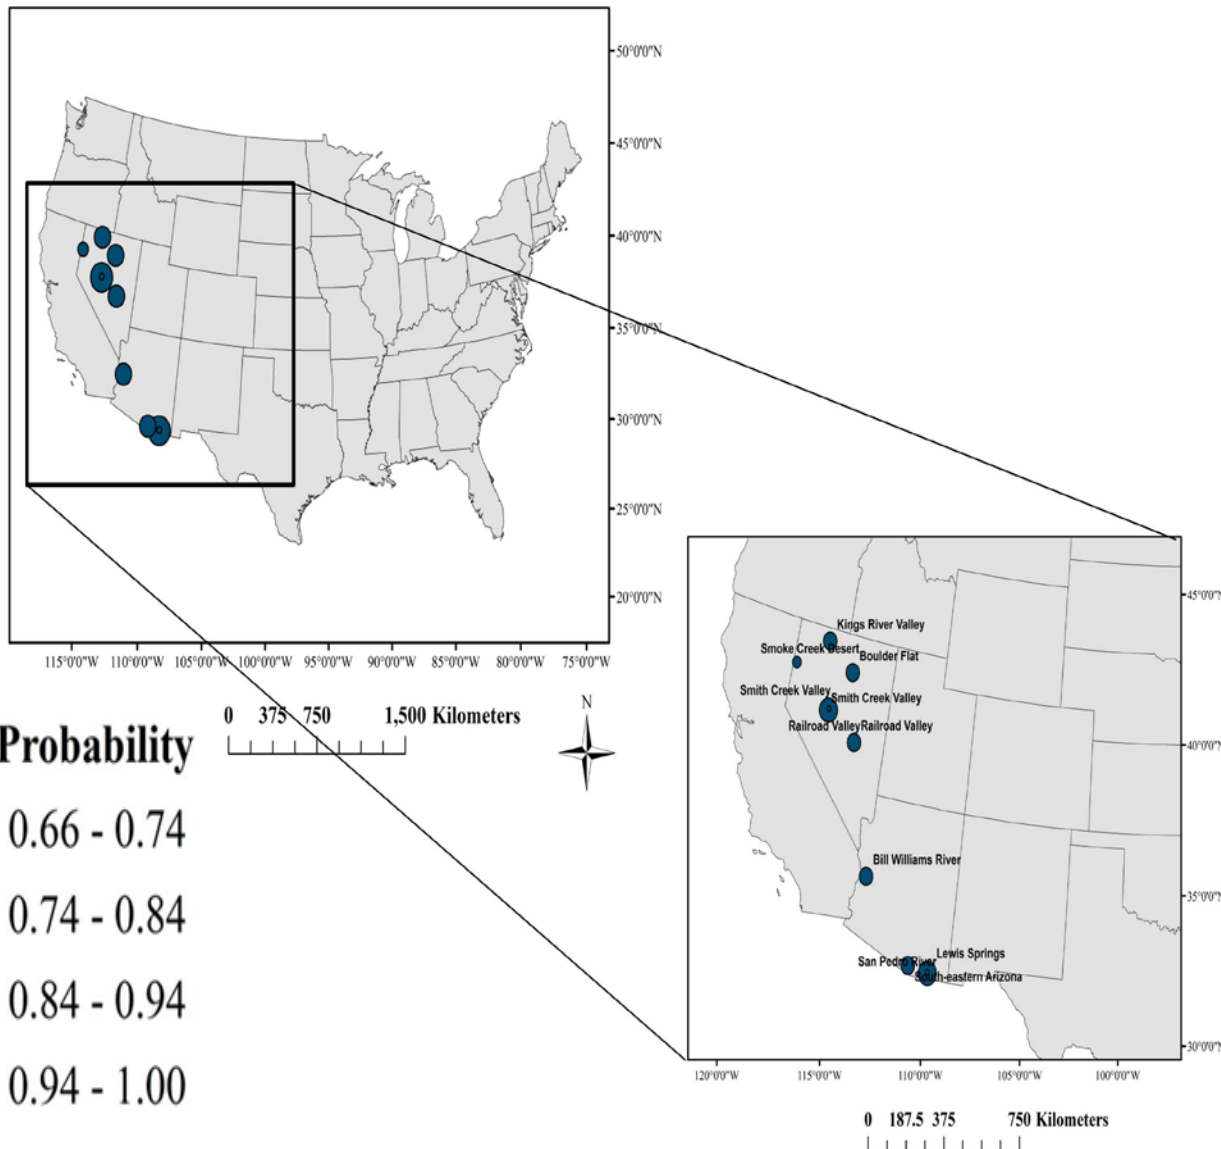 50°0'0"N
45°0'0"N
40°0'0"N
35°0'0"N
30°0'0"N
25°0'0"N
20°0'0"N
115°0'0"W 110°0'0"W 105°0'0"W 100°0'0"W 95°0'0"W 90°0'0"W 85°0'0"W 80°0'0"W 75°0'0"W
0 375 750 1,500 Kilometers
N
Probability
0.66 - 0.74
0.74 - 0.84
0.84 - 0.94
0.94 - 1.00
45°0'0"N
Kings River Valley
Smoke Creek Desert
Boulder Flat
Smith Creek Valley
Smith Creek Valley
Railroad Valley Railroad Valley
40°0'0"N
Bill Williams River
35°0'0"N
Lewis Springs
San Pedro River
South-eastern Arizona
30°0'0"N
120°0'0"W 115°0'0"W 110°0'0"W 105°0'0"W 100°0'0"W
0 187.5 375 750 Kilometers